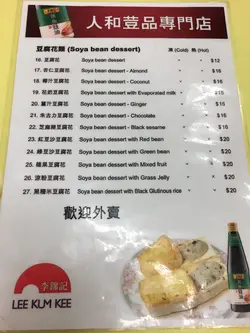 人和荳品專門店
豆腐花類 (Soya bean dessert) 凍 (Cold) 熱 (Hot)
16. 豆腐花 Soya bean dessert " " $12
17. 杏仁豆腐花 Soya bean dessert - Almond " " $16
18. 椰汁豆腐花 Soya bean dessert - Coconut " " $16
19. 花奶豆腐花 Soya bean dessert with Evaporated milk " " $16
20. 薑汁豆腐花 Soya bean dessert - Ginger " " $16
21. 朱古力豆腐花 Soya bean dessert - Chocolate " " $16
22. 芝麻糊豆腐花 Soya bean dessert - Black sesame " " $20
23. 紅豆沙豆腐花 Soya bean dessert with Red bean " " $20
24. 綠豆沙豆腐花 Soya bean dessert with Green bean " " $20
25. 雜果豆腐花 Soya bean dessert with Mixed fruit " " $20
26. 涼粉豆腐花 Soya bean dessert with Grass Jelly " " $20
27. 黑糯米豆腐花 Soya bean dessert with Black Glutinous rice " " $20
歡迎外賣
李錦記
LEE KUM KEE